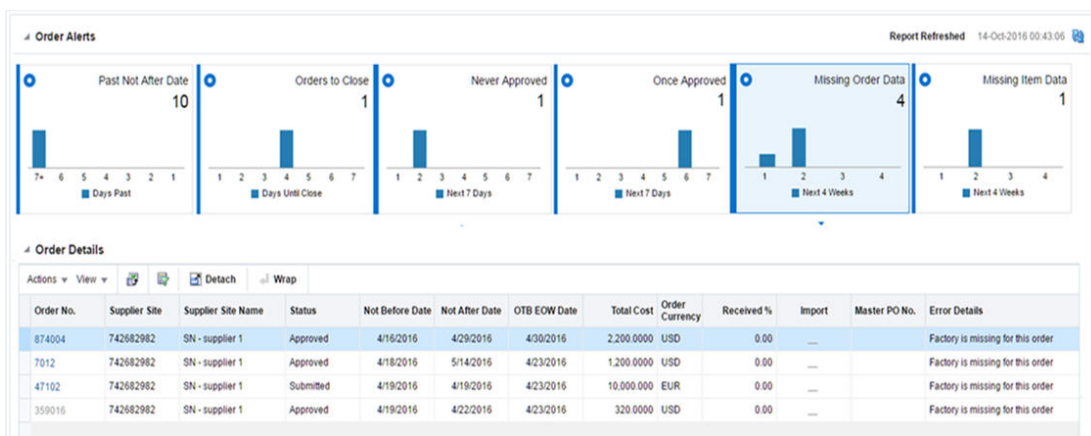 Order Alerts
Report Refreshed 14-Oct-2016 00:43:06
Past Not After Date
10
7+ 6 5 4 3 2 1
Days Past
Orders to Close
1
1 2 3 4 5 6 7
Days Until Close
Never Approved
1
1 2 3 4 5 6 7
Next 7 Days
Once Approved
1
1 2 3 4 5 6 7
Next 7 Days
Missing Order Data
4
1 2 3 4
Next 4 Weeks
Missing Item Data
1
1 2 3 4
Next 4 Weeks
Order Details
Actions View Detach Wrap
Order No. Supplier Site Supplier Site Name Status Not Before Date Not After Date OTB EOW Date Total Cost Order Currency Received % Import Master PO No. Error Details
874004 742682982 SN - supplier 1 Approved 4/16/2016 4/29/2016 4/30/2016 2,200.0000 USD 0.00 Factory is missing for this order
7012 742682982 SN - supplier 1 Approved 4/18/2016 5/14/2016 4/23/2016 1,200.0000 USD 0.00 Factory is missing for this order
47102 742682982 SN - supplier 1 Submitted 4/19/2016 4/19/2016 4/23/2016 10,000.000 EUR 0.00 Factory is missing for this order
359016 742682982 SN - supplier 1 Approved 4/19/2016 4/22/2016 4/23/2016 320.0000 USD 0.00 Factory is missing for this order